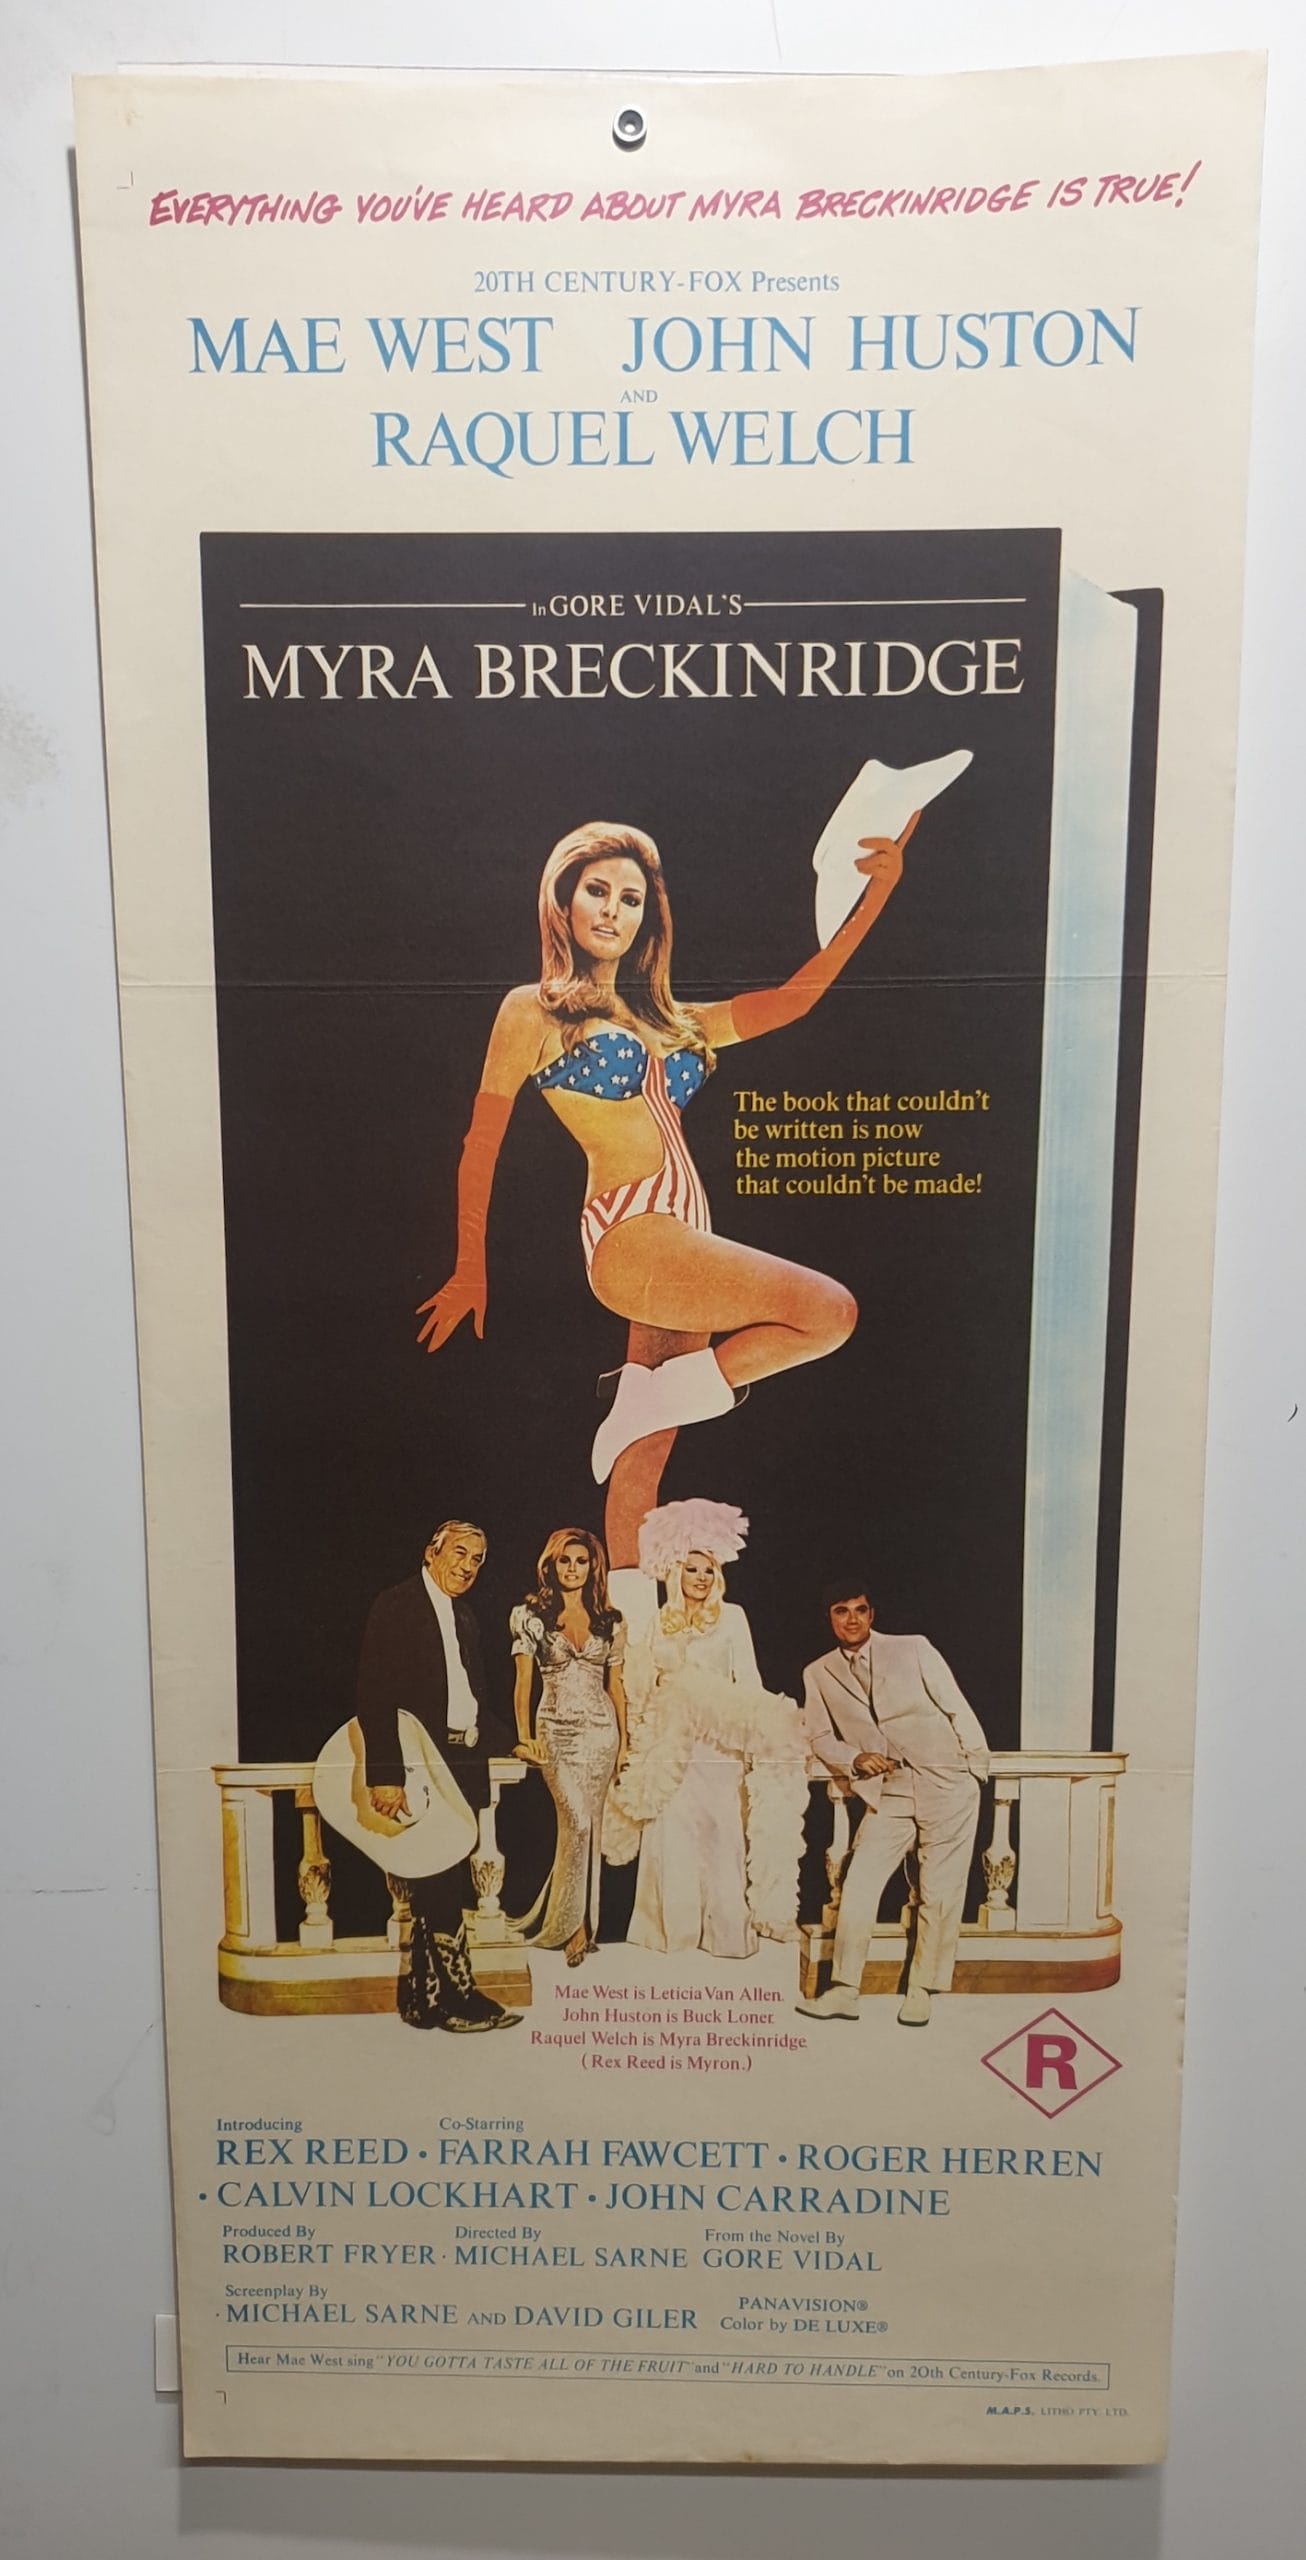 EVERYTHING YOU'VE HEARD ABOUT MYRA BRECKINRIDGE IS TRUE!
20TH CENTURY-FOX Presents
MAE WEST JOHN HUSTON
AND
RAQUEL WELCH
In GORE VIDAL'S
MYRA BRECKINRIDGE
The book that couldn't
be written is now
the motion picture
that couldn't be made!
Mae West is Leticia Van Allen.
John Huston is Buck Loner.
Raquel Welch is Myra Breckinridge.
(Rex Reed is Myron.)
R
Introducing Co-Starring
REX REED • FARRAH FAWCETT • ROGER HERREN
• CALVIN LOCKHART • JOHN CARRADINE
Produced By Directed By From the Novel By
ROBERT FRYER · MICHAEL SARNE GORE VIDAL
Screenplay By
· MICHAEL SARNE AND DAVID GILER
PANAVISION®
Color by DE LUXE®
Hear Mae West sing "YOU GOTTA TASTE ALL OF THE FRUIT" and "HARD TO HANDLE" on 20th Century-Fox Records.
M.A.P.S. LITHO PTY. LTD.